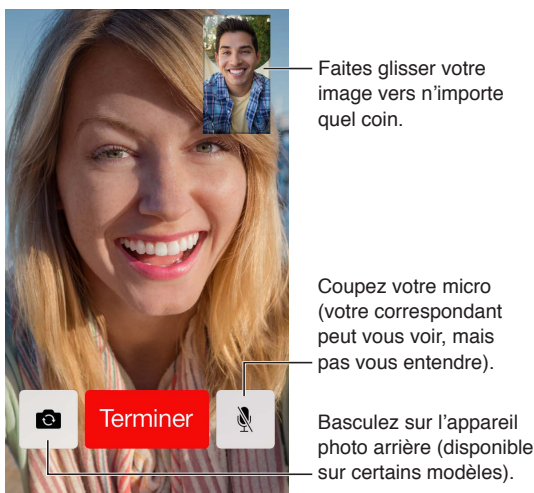 Faites glisser votre
image vers n’importe
quel coin.
Coupez votre micro
(votre correspondant
peut vous voir, mais
pas vous entendre).
Terminer
Basculez sur l’appareil
photo arrière (disponible
sur certains modèles).